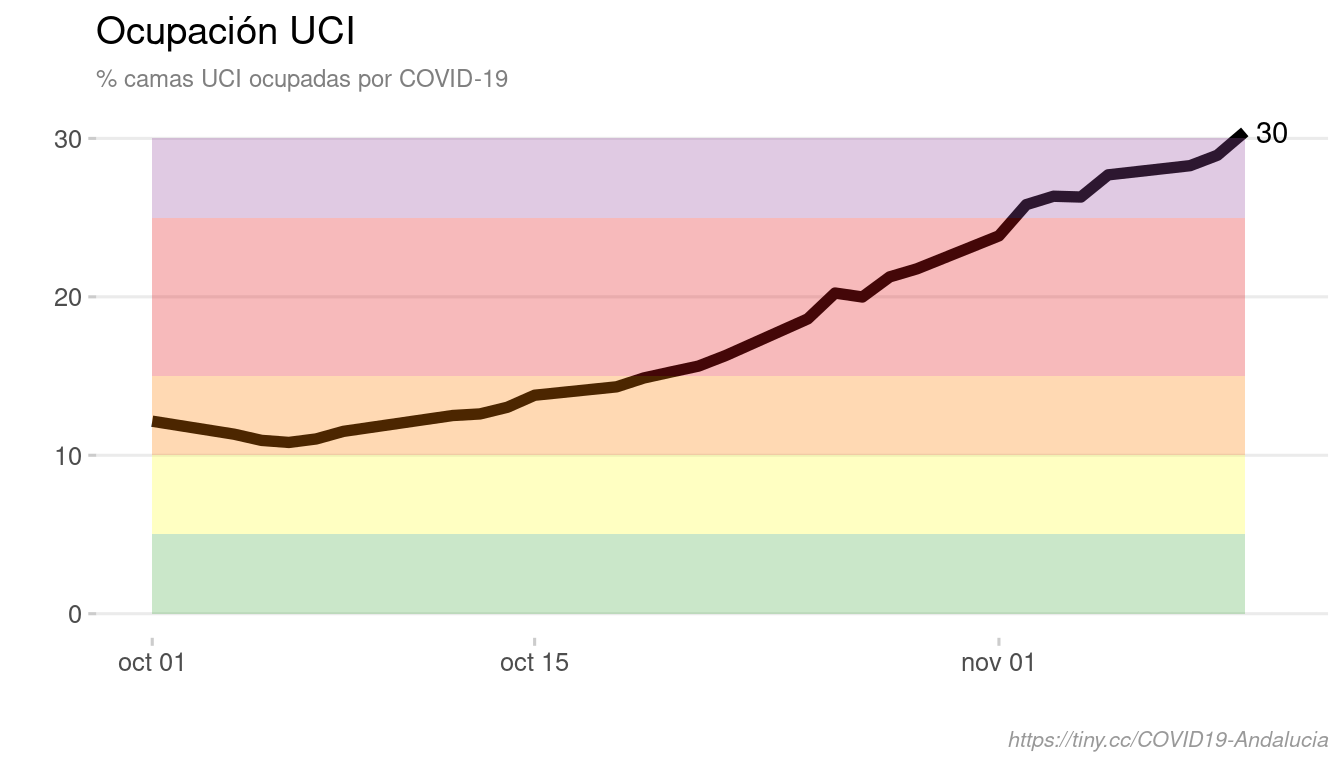 Ocupación UCI
% camas UCI ocupadas por COVID-19
30
30
20
10
0
oct 01
oct 15
nov 01
https://tiny.cc/COVID19-Andalucia